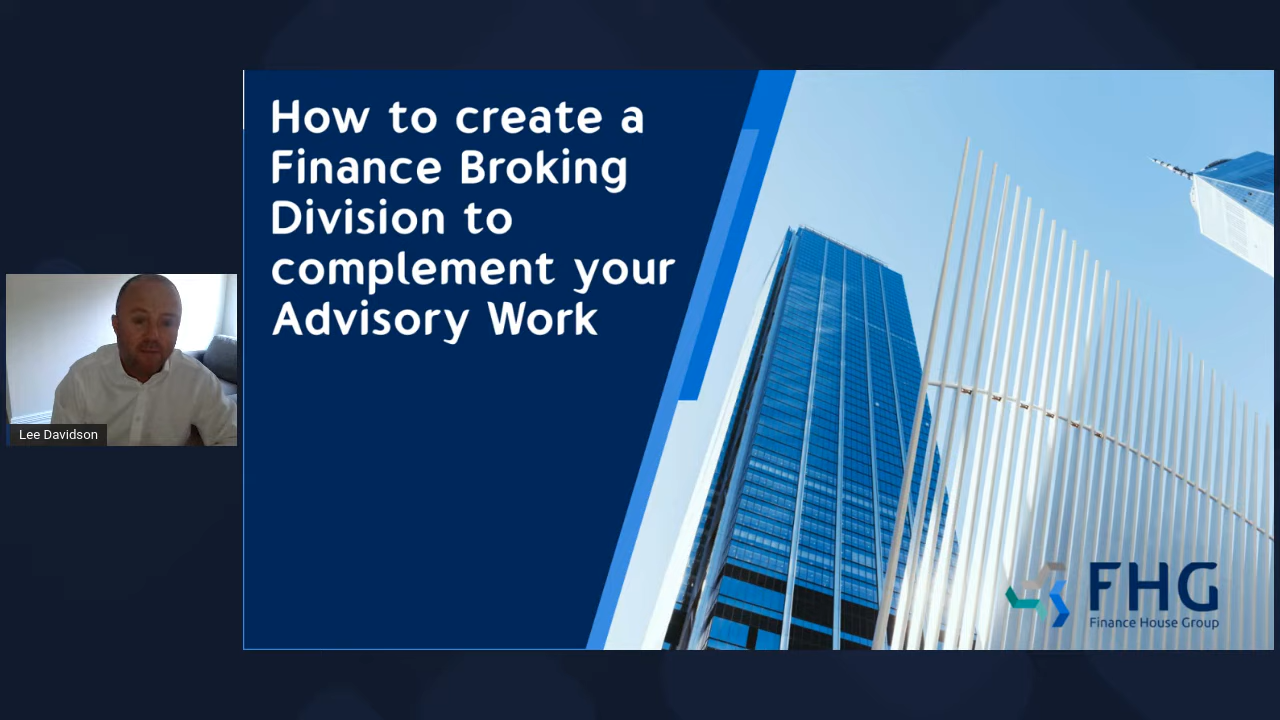 How to create a
Finance Broking
Division to
complement your
Advisory Work
Lee Davidson
FHG
Finance House Group